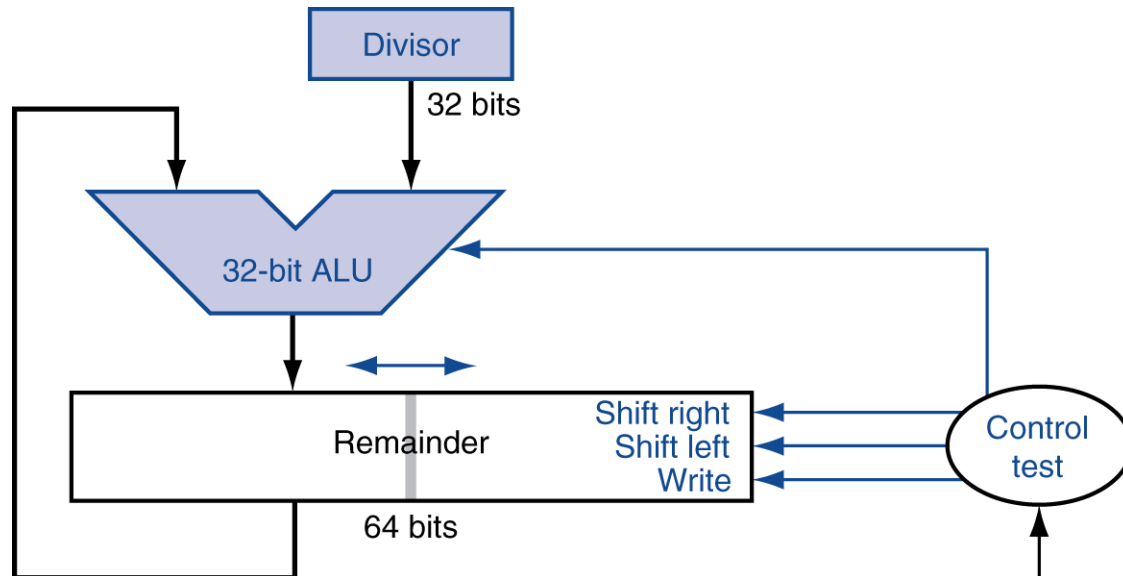 Divisor
32 bits
32-bit ALU
Shift right
Remainder
Shift left
Write
Control
test
64 bits